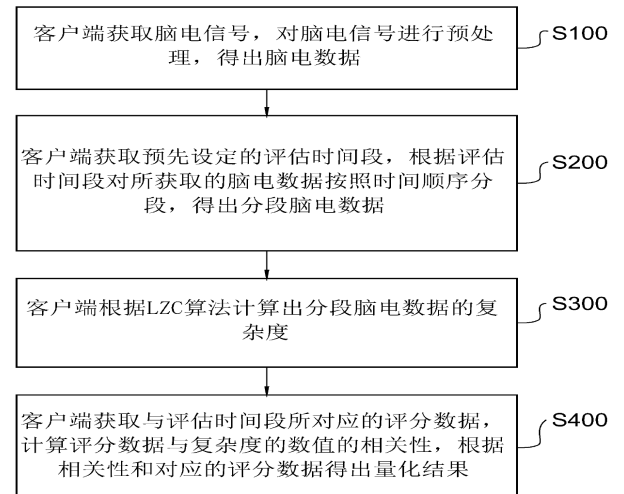 客户端获取脑电信号，对脑电信号进行预处
理，得出脑电数据
S100
客户端获取预先设定的评估时间段，根据评估
时间段对所获取的脑电数据按照时间顺序分
段，得出分段脑电数据
S200
客户端根据LZC算法计算出分段脑电数据的复
杂度
S300
客户端获取与评估时间段所对应的评分数据，
计算评分数据与复杂度的数值的相关性，根据
相关性和对应的评分数据得出量化结果
S400